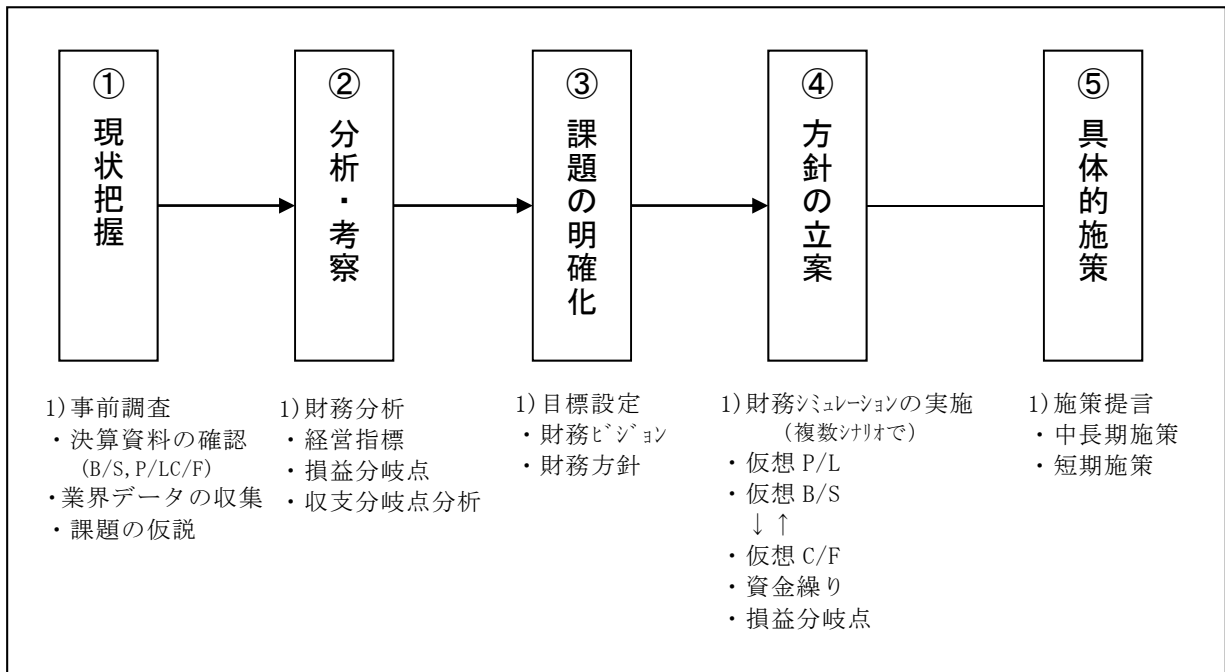 ①現状把握
②分析・考察
③課題の明確化
④方針の立案
⑤具体的施策
1)事前調査
・決算資料の確認
(B/S,P/LC/F)
・業界データの収集
・課題の仮説
1)財務分析
・経営指標
・損益分岐点
・収支分岐点分析
1)目標設定
・財務ﾋﾞｼﾞｮﾝ
・財務方針
1)財務ｼﾐｭﾚｰｼｮﾝの実施
(複数ｼﾅﾘｵで)
・仮想 P/L
・仮想 B/S
↓ ↑
・仮想 C/F
・資金繰り
・損益分岐点
1)施策提言
・中長期施策
・短期施策